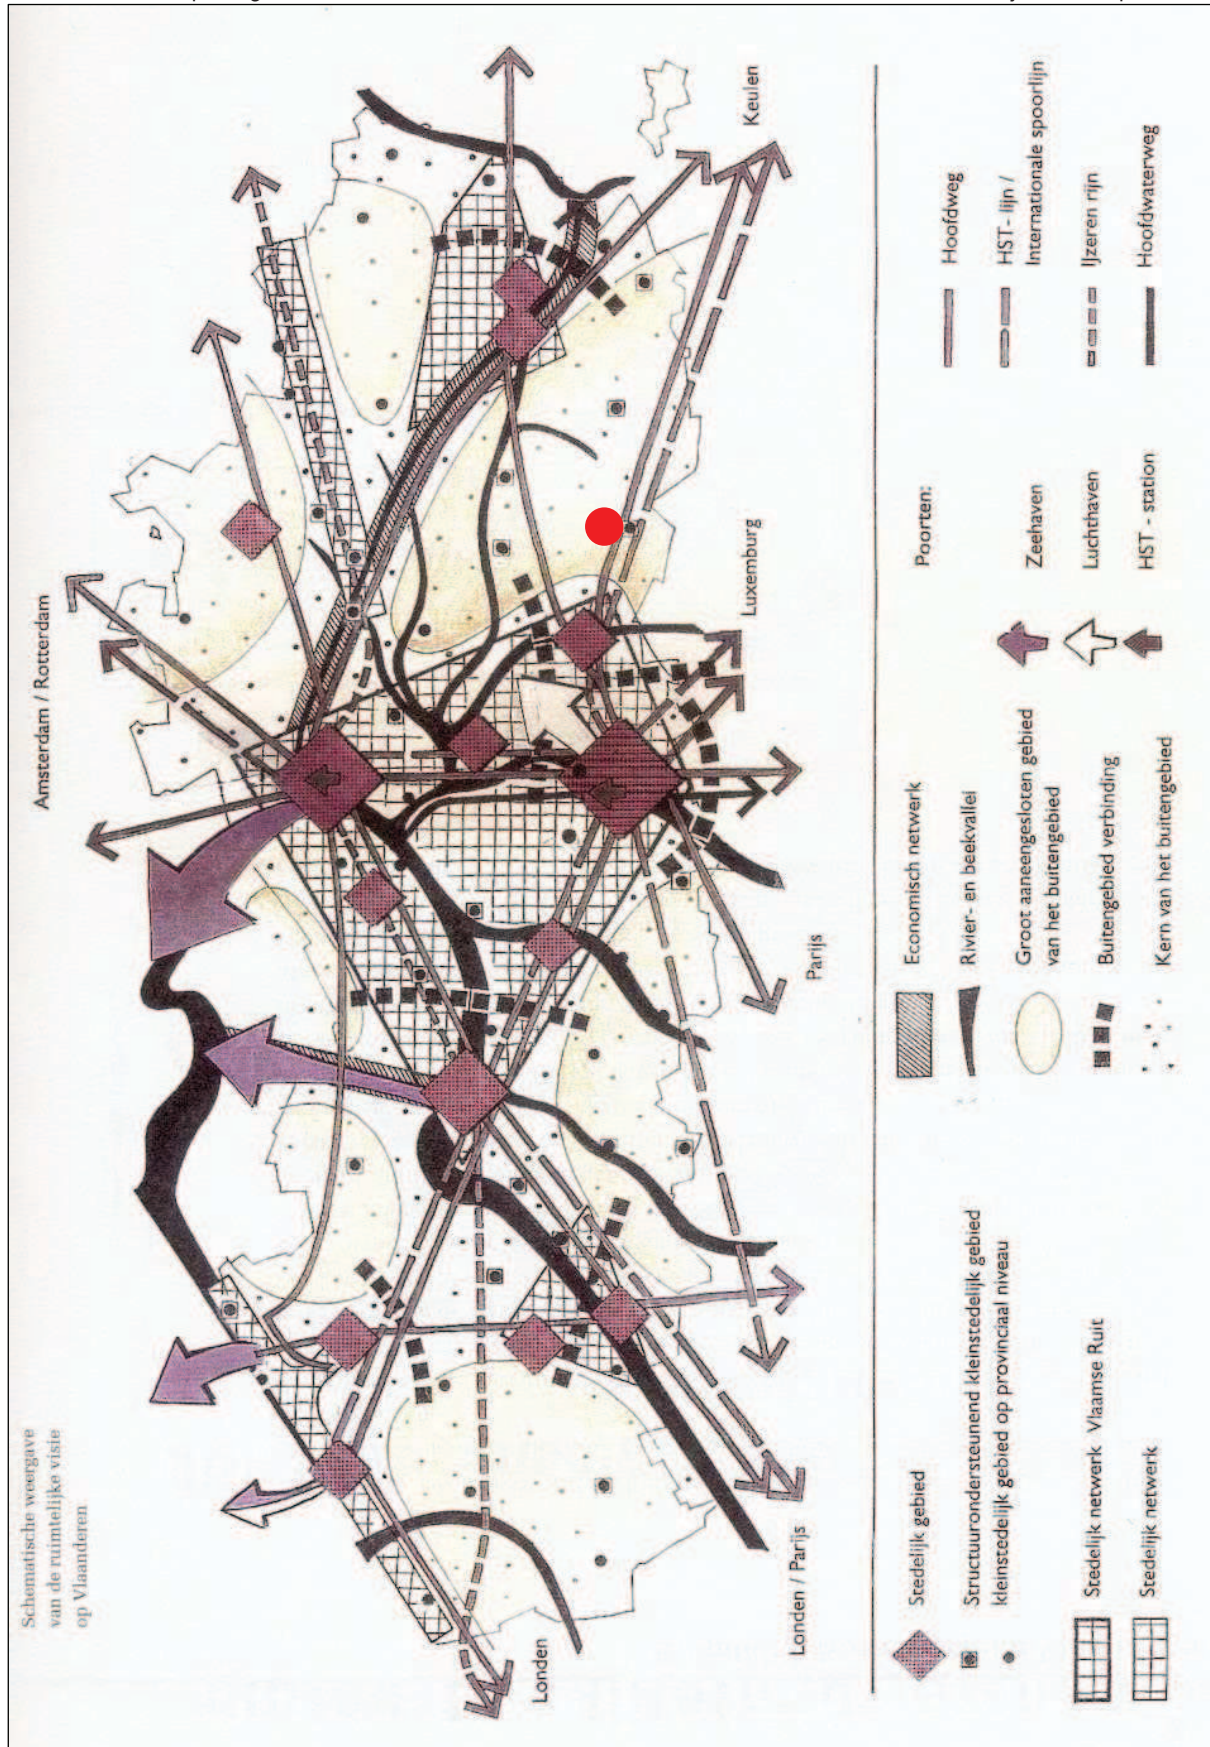 Schematische weergave
van de ruimtelijke visie
op Vlaanderen
Amsterdam / Rotterdam
Keulen
Luxemburg
Parijs
Londen / Parijs
Londen
Stedelijk gebied
Structuurondersteunend kleinstedelijk gebied
kleinstedelijk gebied op provinciaal niveau
Stedelijk netwerk Vlaamse Ruit
Stedelijk netwerk
Economisch netwerk
Rivier- en beekvallei
Groot aaneengesloten gebied
van het buitengebied
Buitengebied verbinding
Kern van het buitengebied
Poorten:
Zeehaven
Luchthaven
HST - station
Hoofdweg
HST- lijn /
Internationale spoorlijn
IJzeren rijn
Hoofdwaterweg